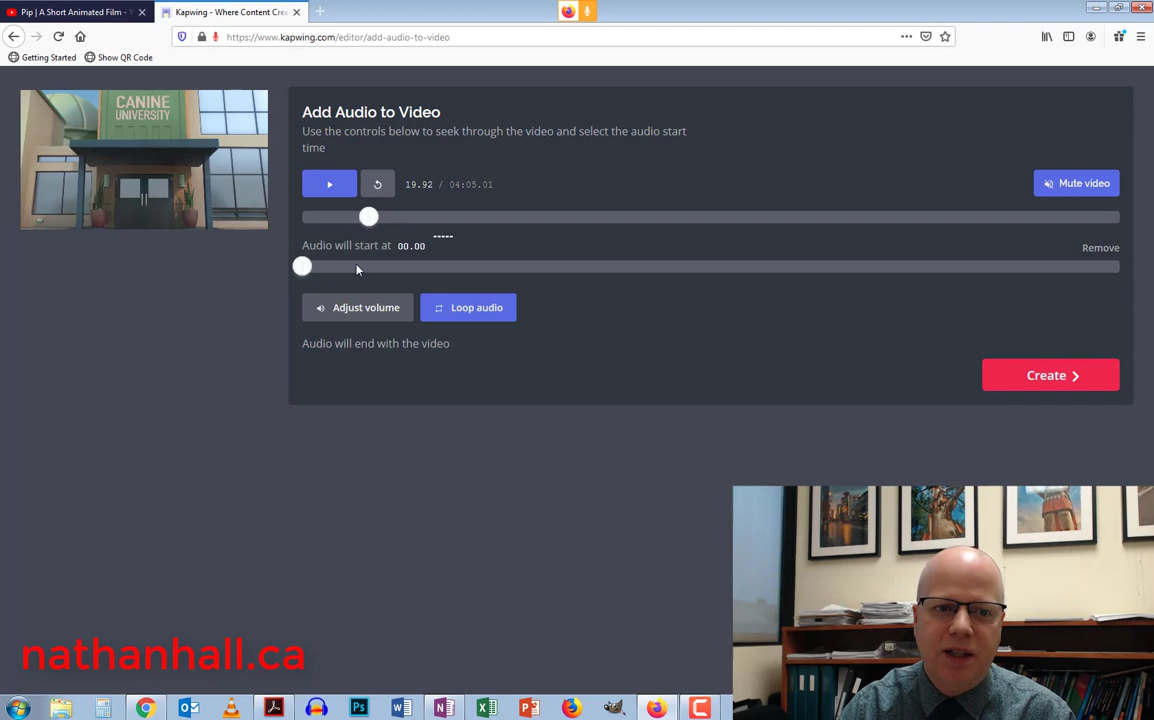 Pip | A Short Animated Film - Y
Kapwing - Where Content Crea
https://www.kapwing.com/editor/add-audio-to-video
Getting Started
Show QR Code
CANINE
UNIVERSITY
Add Audio to Video
Use the controls below to seek through the video and select the audio start
time
19.92 / 04:05.01
Mute video
Audio will start at 00.00
Remove
Adjust volume
Loop audio
Audio will end with the video
Create
nathanhall.ca